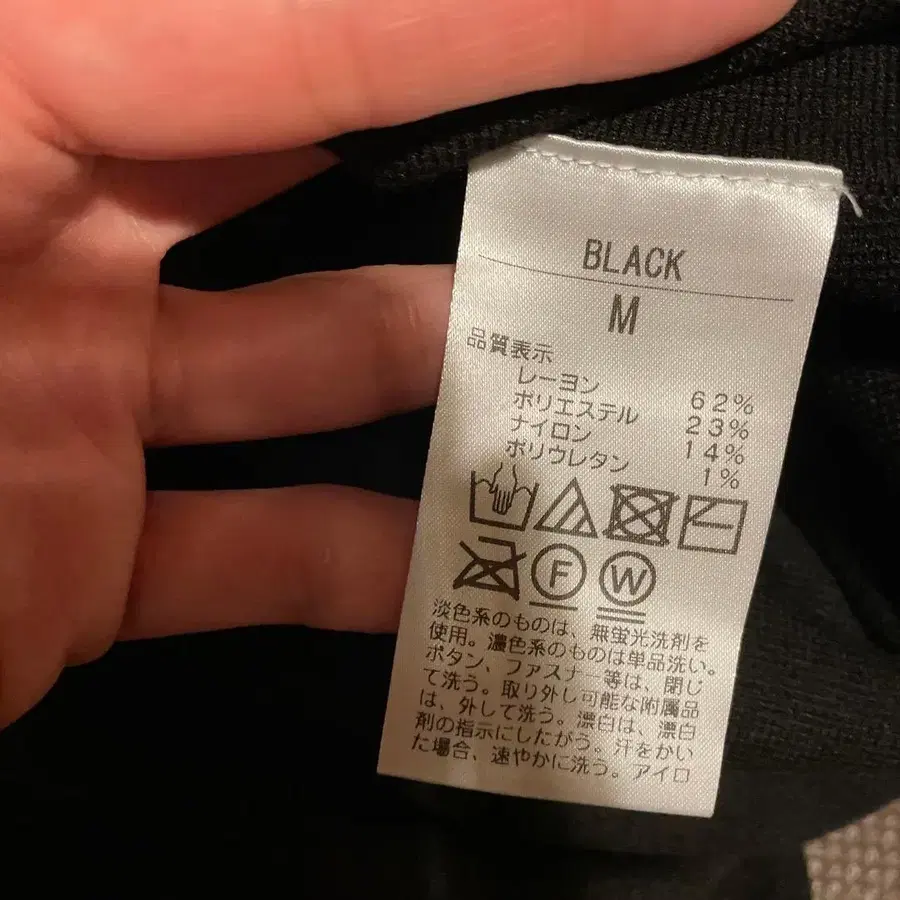 BLACK
M
品質表示
レーヨン 62%
ポリエステル 23%
ナイロン 14%
ポリウレタン 1%
F W
淡色系のものは、無蛍光洗剤を
使用。濃色系のものは単品洗い。
ボタン、ファスナー等は、閉じ
て洗う。取り外し可能な附属品
は、外して洗う。漂白は、漂白
剤の指示にしたがう。汗をかい
た場合、速やかに洗う。アイロ